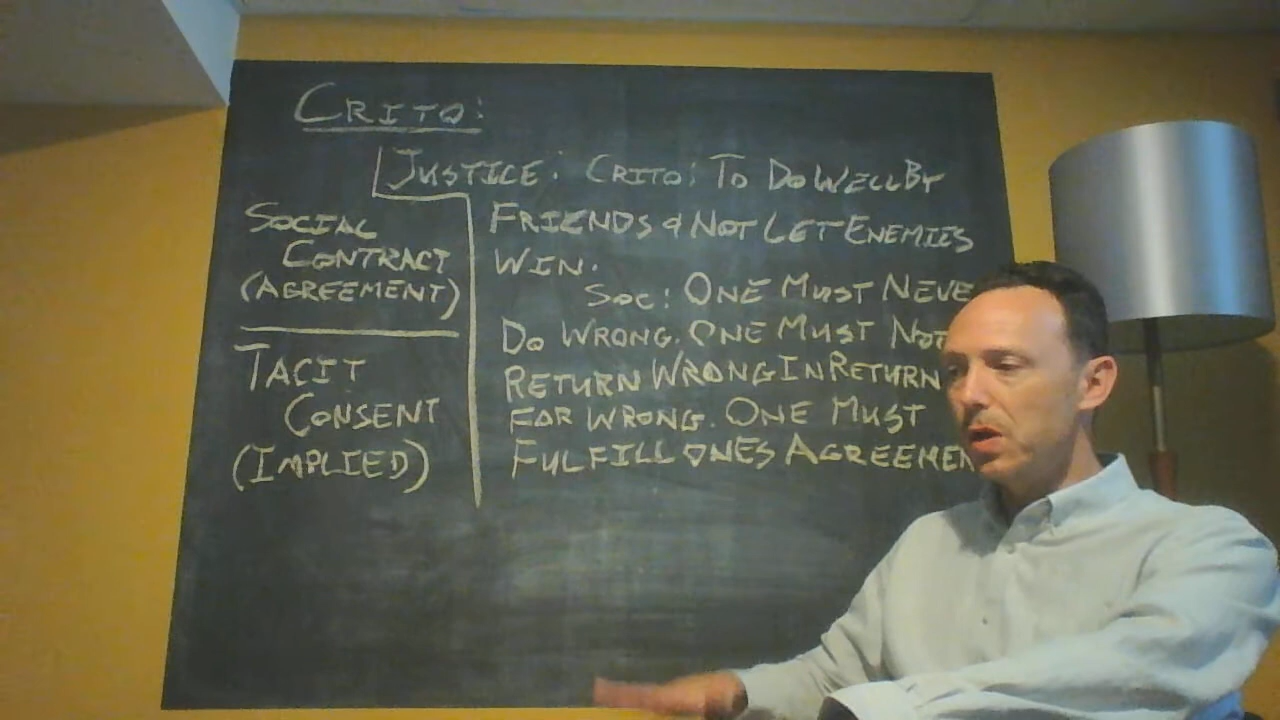 CRITO:
JUSTICE: CRITO: TO DO WELL BY
FRIENDS & NOT LET ENEMIES
WIN.
SOC: ONE MUST NEVE
DO WRONG. ONE MUST NOT
RETURN WRONG IN RETURN
FOR WRONG. ONE MUST
FULFILL ONES AGREEMEN
SOCIAL
CONTRACT
(AGREEMENT)
TACIT
CONSENT
(IMPLIED)